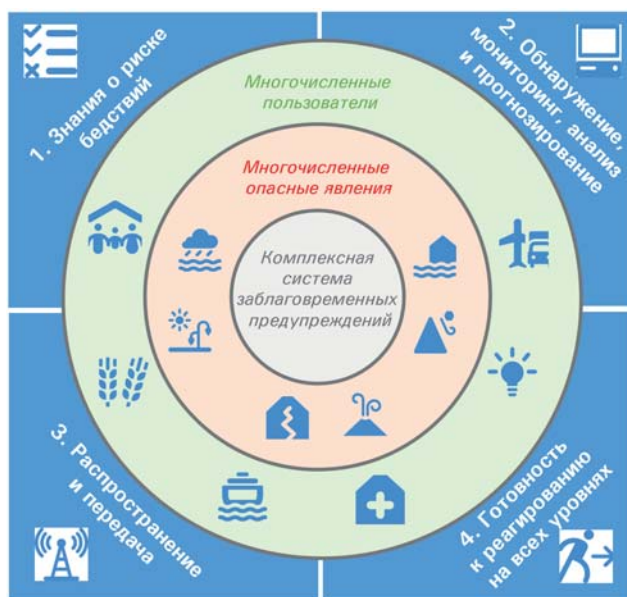 1. Знания о риске
бедствий
2. Обнаружение,
мониторинг, анализ
и прогнозирование
Многочисленные
пользователи
Многочисленные
опасные явления
Комплексная
система
заблаговременных
предупреждений
3. Распространение
и передача
4. Готовность
к реагированию
на всех уровнях